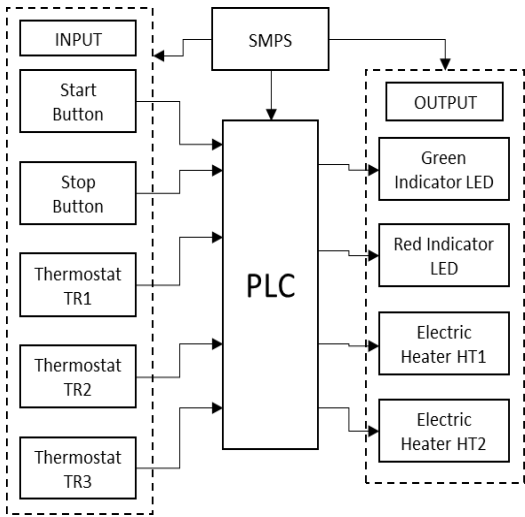 INPUT
Start
Button
Stop
Button
Thermostat
TR1
Thermostat
TR2
Thermostat
TR3
SMPS
PLC
OUTPUT
Green
Indicator LED
Red Indicator
LED
Electric
Heater HT1
Electric
Heater HT2